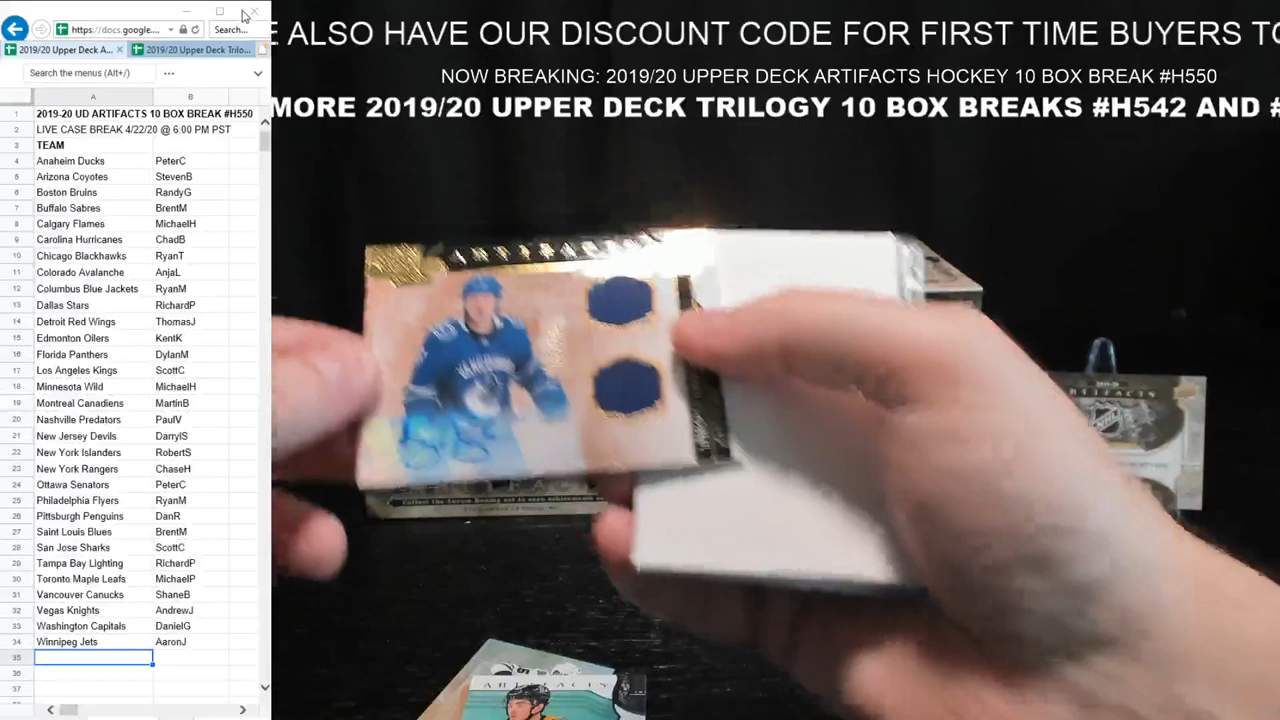 https://docs.google....
Search...
2019/20 Upper Deck A...
2019/20 Upper Deck Trilo...
Search the menus (Alt+/)
A B
1 2019-20 UD ARTIFACTS 10 BOX BREAK #H550
2 LIVE CASE BREAK 4/22/20 @ 6:00 PM PST
3 TEAM
4 Anaheim Ducks PeterC
5 Arizona Coyotes StevenB
6 Boston Bruins RandyG
7 Buffalo Sabres BrentM
8 Calgary Flames MichaelH
9 Carolina Hurricanes ChadB
10 Chicago Blackhawks RyanT
11 Colorado Avalanche AnjaL
12 Columbus Blue Jackets RyanM
13 Dallas Stars RichardP
14 Detroit Red Wings ThomasJ
15 Edmonton Oilers KentK
16 Florida Panthers DylanM
17 Los Angeles Kings ScottC
18 Minnesota Wild MichaelH
19 Montreal Canadiens MartinB
20 Nashville Predators PaulV
21 New Jersey Devils DarrylS
22 New York Islanders RobertS
23 New York Rangers ChaseH
24 Ottawa Senators PeterC
25 Philadelphia Flyers RyanM
26 Pittsburgh Penguins DanR
27 Saint Louis Blues BrentM
28 San Jose Sharks ScottC
29 Tampa Bay Lighting RichardP
30 Toronto Maple Leafs MichaelP
31 Vancouver Canucks ShaneB
32 Vegas Knights AndrewJ
33 Washington Capitals DanielG
34 Winnipeg Jets AaronJ
35
36
37
E ALSO HAVE OUR DISCOUNT CODE FOR FIRST TIME BUYERS TO
NOW BREAKING: 2019/20 UPPER DECK ARTIFACTS HOCKEY 10 BOX BREAK #H550
MORE 2019/20 UPPER DECK TRILOGY 10 BOX BREAKS #H542 AND #
VANCOUVER
ARTIFACTS
ARTIFACTS